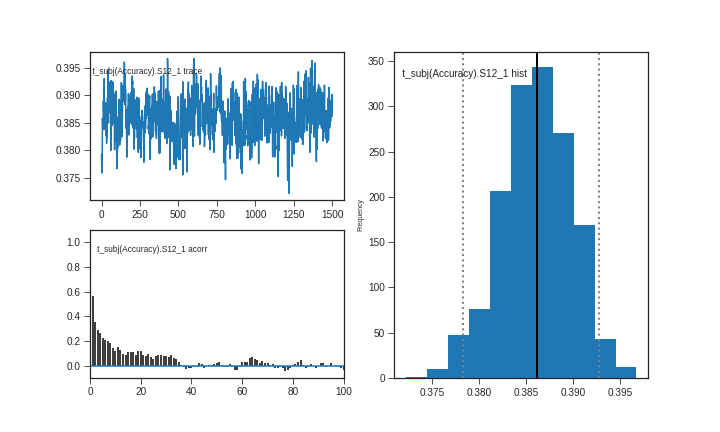 t_subj(Accuracy).S12_1 trace
0.395
0.390
0.385
0.380
0.375
0 250 500 750 1000 1250 1500
t_subj(Accuracy).S12_1 acorr
1.0
0.8
0.6
0.4
0.2
0.0
0 20 40 60 80 100
t_subj(Accuracy).S12_1 hist
Frequency
350
300
250
200
150
100
50
0
0.375 0.380 0.385 0.390 0.395